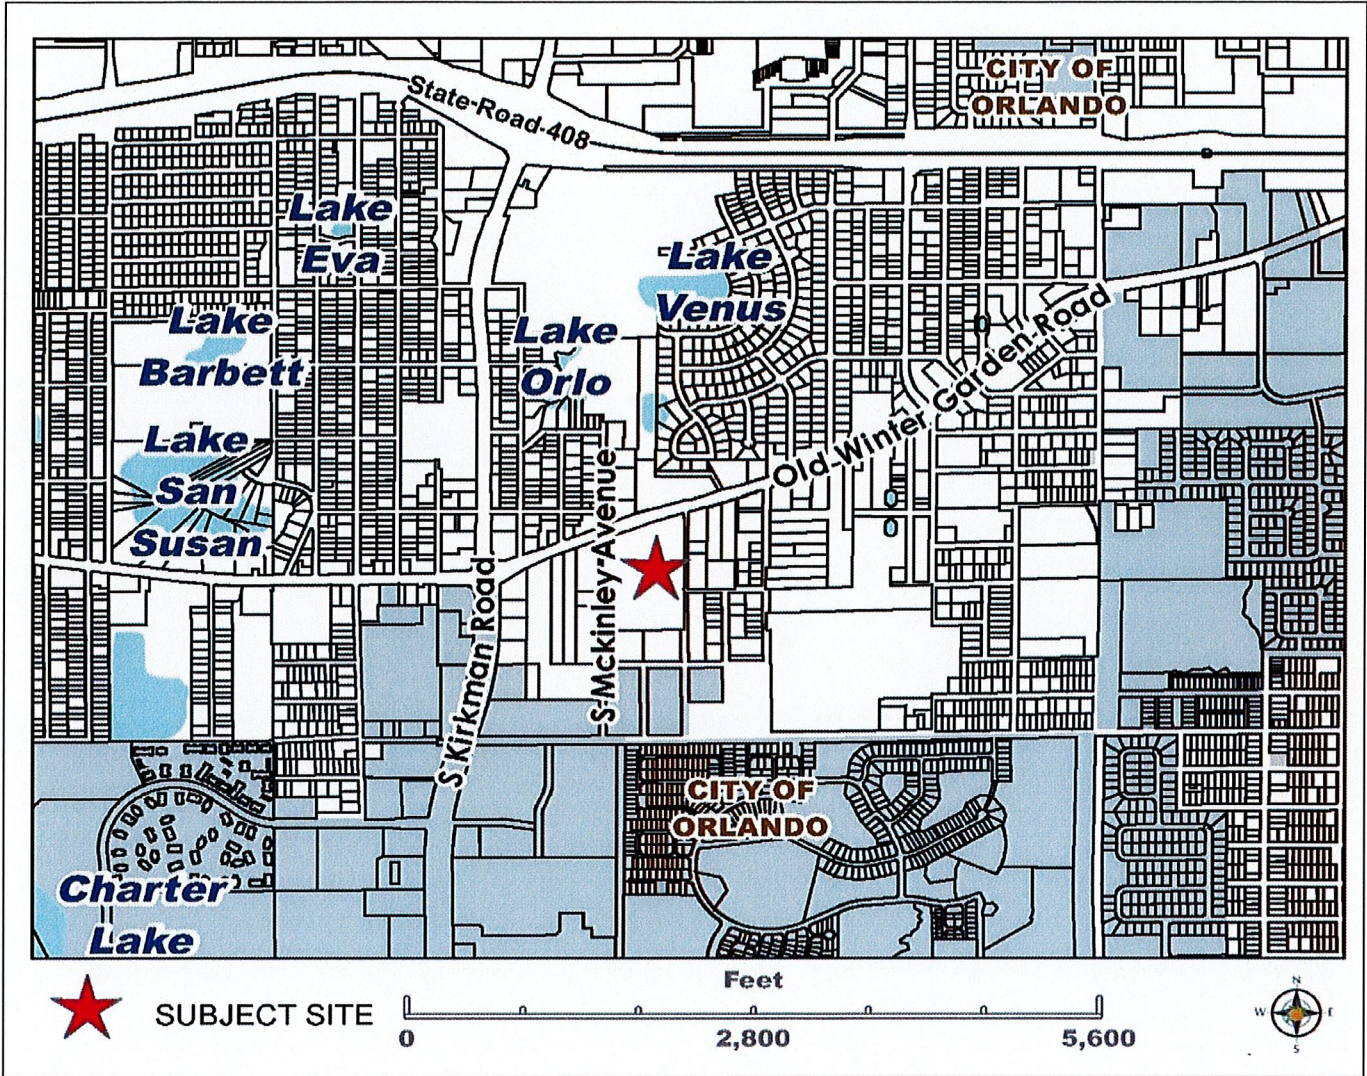 CITY OF
ORLANDO
State-Road-408
Lake
Eva
Lake
Venus
Lake
Barbett
Lake
Orlo
Old-Winter Garden-Road
Lake
San
Susan
S-Mckinley-Avenue
S Kirkman Road
CITY OF
ORLANDO
Charter
Lake
SUBJECT SITE
Feet
0
2,800
5,600
N
W
E
S